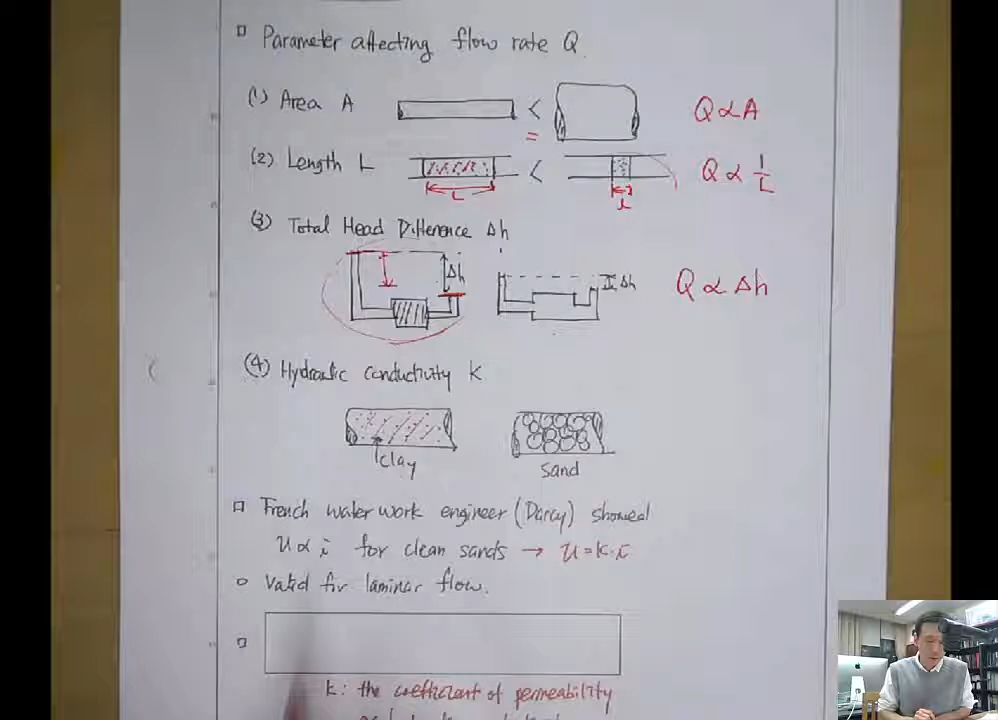 Parameter affecting flow rate Q
(1) Area A < = Q ∝ A
(2) Length L < Q ∝ 1/L
L L
(3) Total Head Difference Δh
Δh Δh Q ∝ Δh
(4) Hydraulic conductivity K
clay sand
French water work engineer (Darcy) showed
u ∝ i for clean sands → u = k·i
Valid for laminar flow.
k: the coefficient of permeability